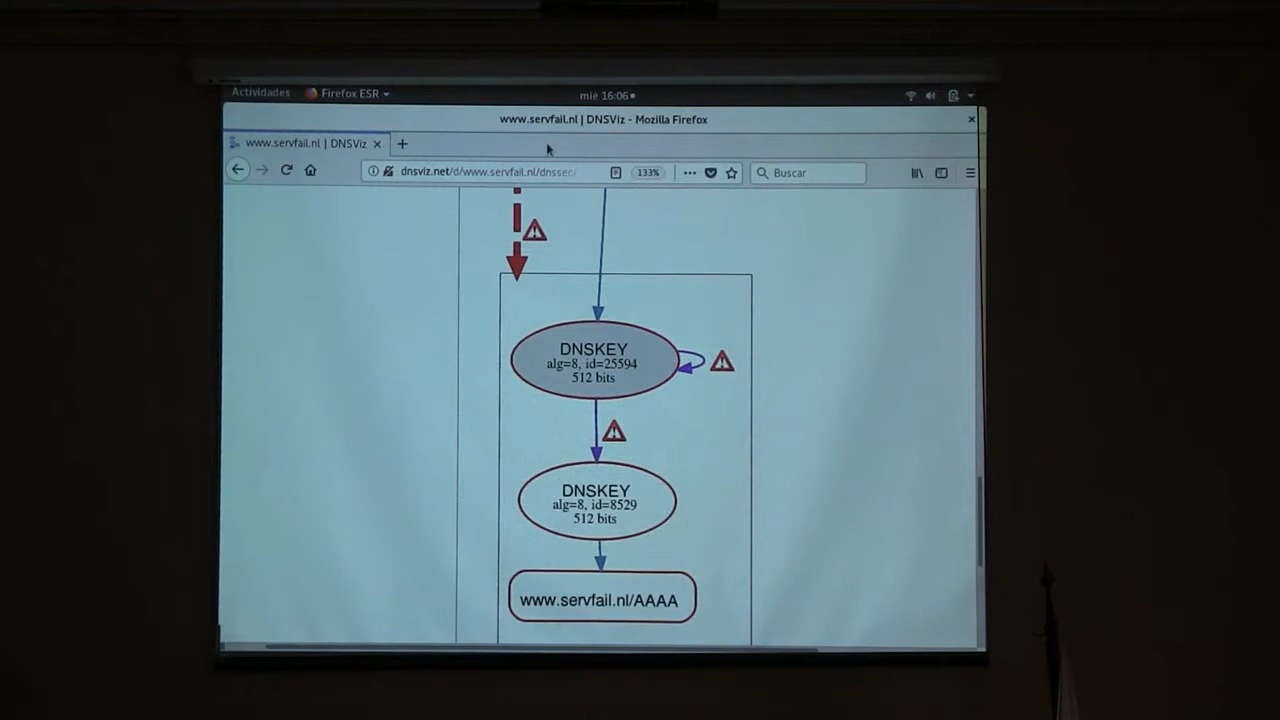 Actividades Firefox ESR mié 16:06
www.servfail.nl | DNSViz - Mozilla Firefox
www.servfail.nl | DNSViz
dnsviz.net/d/www.servfail.nl/dnssec/ 133% Buscar
DNSKEY
alg=8, id=25594
512 bits
DNSKEY
alg=8, id=8529
512 bits
www.servfail.nl/AAAA